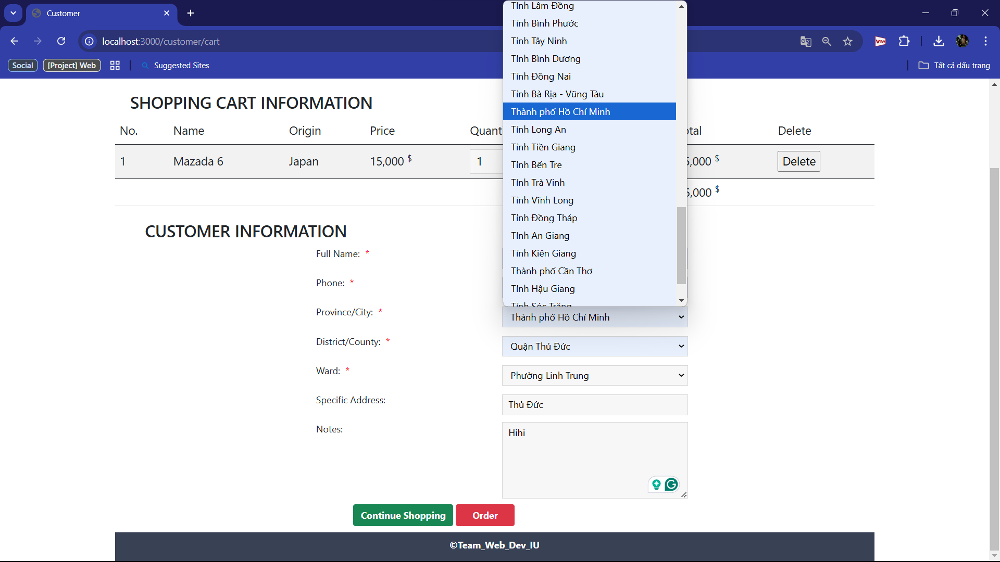 Customer
localhost:3000/customer/cart
Social
[Project] Web
Suggested Sites
Tất cả dấu trang
SHOPPING CART INFORMATION
No. Name Origin Price Quant tal Delete
1 Mazada 6 Japan 15,000 $ 1 5,000 $ Delete
5,000 $
Tỉnh Lâm Đồng
Tỉnh Bình Phước
Tỉnh Tây Ninh
Tỉnh Bình Dương
Tỉnh Đồng Nai
Tỉnh Bà Rịa - Vũng Tàu
Thành phố Hồ Chí Minh
Tỉnh Long An
Tỉnh Tiền Giang
Tỉnh Bến Tre
Tỉnh Trà Vinh
Tỉnh Vĩnh Long
Tỉnh Đồng Tháp
Tỉnh An Giang
Tỉnh Kiên Giang
Thành phố Cần Thơ
Tỉnh Hậu Giang
Tỉnh Sóc Trăng
CUSTOMER INFORMATION
Full Name: *
Phone: *
Province/City: * Thành phố Hồ Chí Minh
District/County: * Quận Thủ Đức
Ward: * Phường Linh Trung
Specific Address: Thủ Đức
Notes: Hihi
Continue Shopping Order
©Team_Web_Dev_IU